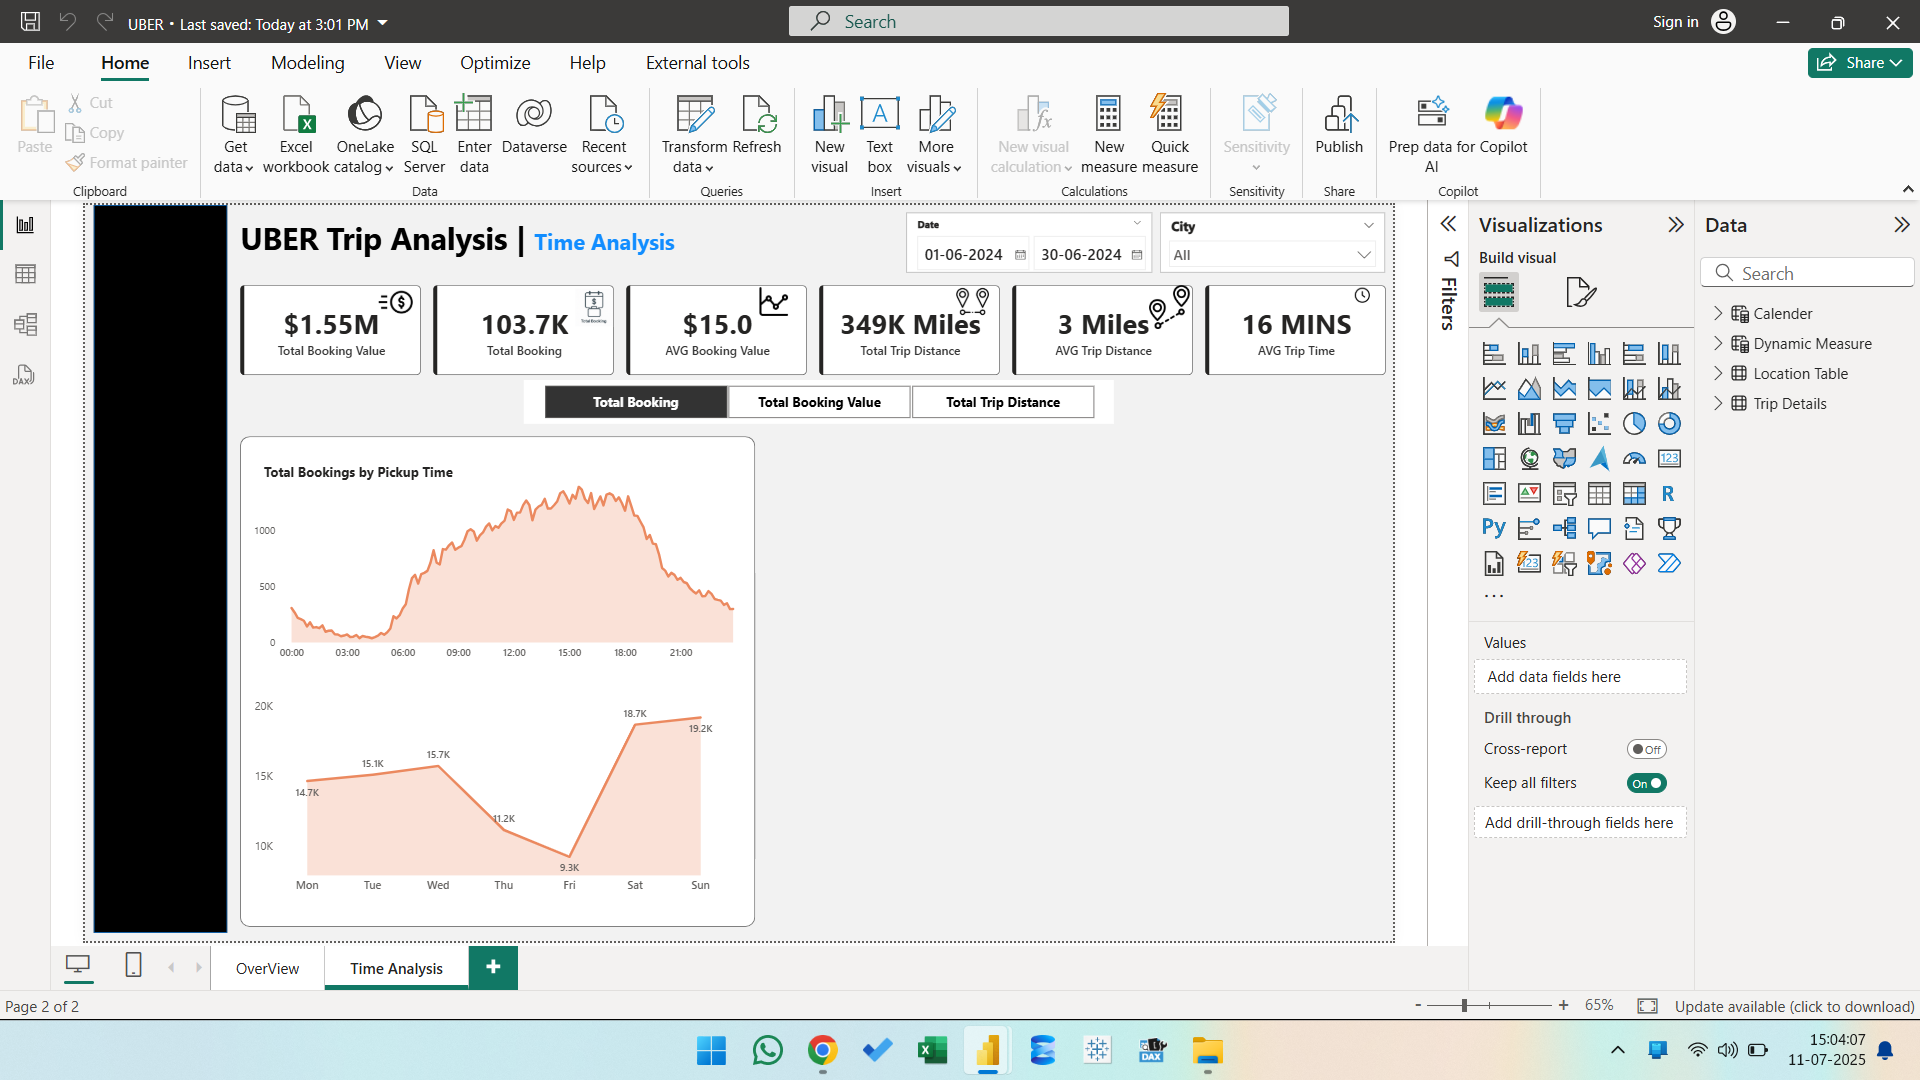 UBER • Last saved: Today at 3:01 PM
Search
Sign in
File
Home
Insert
Modeling
View
Optimize
Help
External tools
Share
Paste
Cut
Copy
Format painter
Clipboard
Get data
Excel workbook
OneLake catalog
SQL Server
Enter data
Dataverse
Recent sources
Data
Transform data
Refresh
Queries
New visual
Text box
More visuals
Insert
New visual calculation
New measure
Quick measure
Calculations
Sensitivity
Sensitivity
Publish
Share
Prep data for AI
Copilot
Copilot
UBER Trip Analysis | Time Analysis
Date
01-06-2024
30-06-2024
City
All
$1.55M
Total Booking Value
103.7K
Total Booking
$15.0
AVG Booking Value
349K Miles
Total Trip Distance
3 Miles
AVG Trip Distance
16 MINS
AVG Trip Time
Total Booking
Total Booking Value
Total Trip Distance
Total Bookings by Pickup Time
1000
500
0
00:00
03:00
06:00
09:00
12:00
15:00
18:00
21:00
20K
15K
10K
14.7K
15.1K
15.7K
11.2K
9.3K
18.7K
19.2K
Mon
Tue
Wed
Thu
Fri
Sat
Sun
Filters
Visualizations
Build visual
Values
Add data fields here
Drill through
Cross-report
Off
Keep all filters
On
Add drill-through fields here
Data
Search
Calender
Dynamic Measure
Location Table
Trip Details
OverView
Time Analysis
Page 2 of 2
65%
Update available (click to download)
15:04:07
11-07-2025